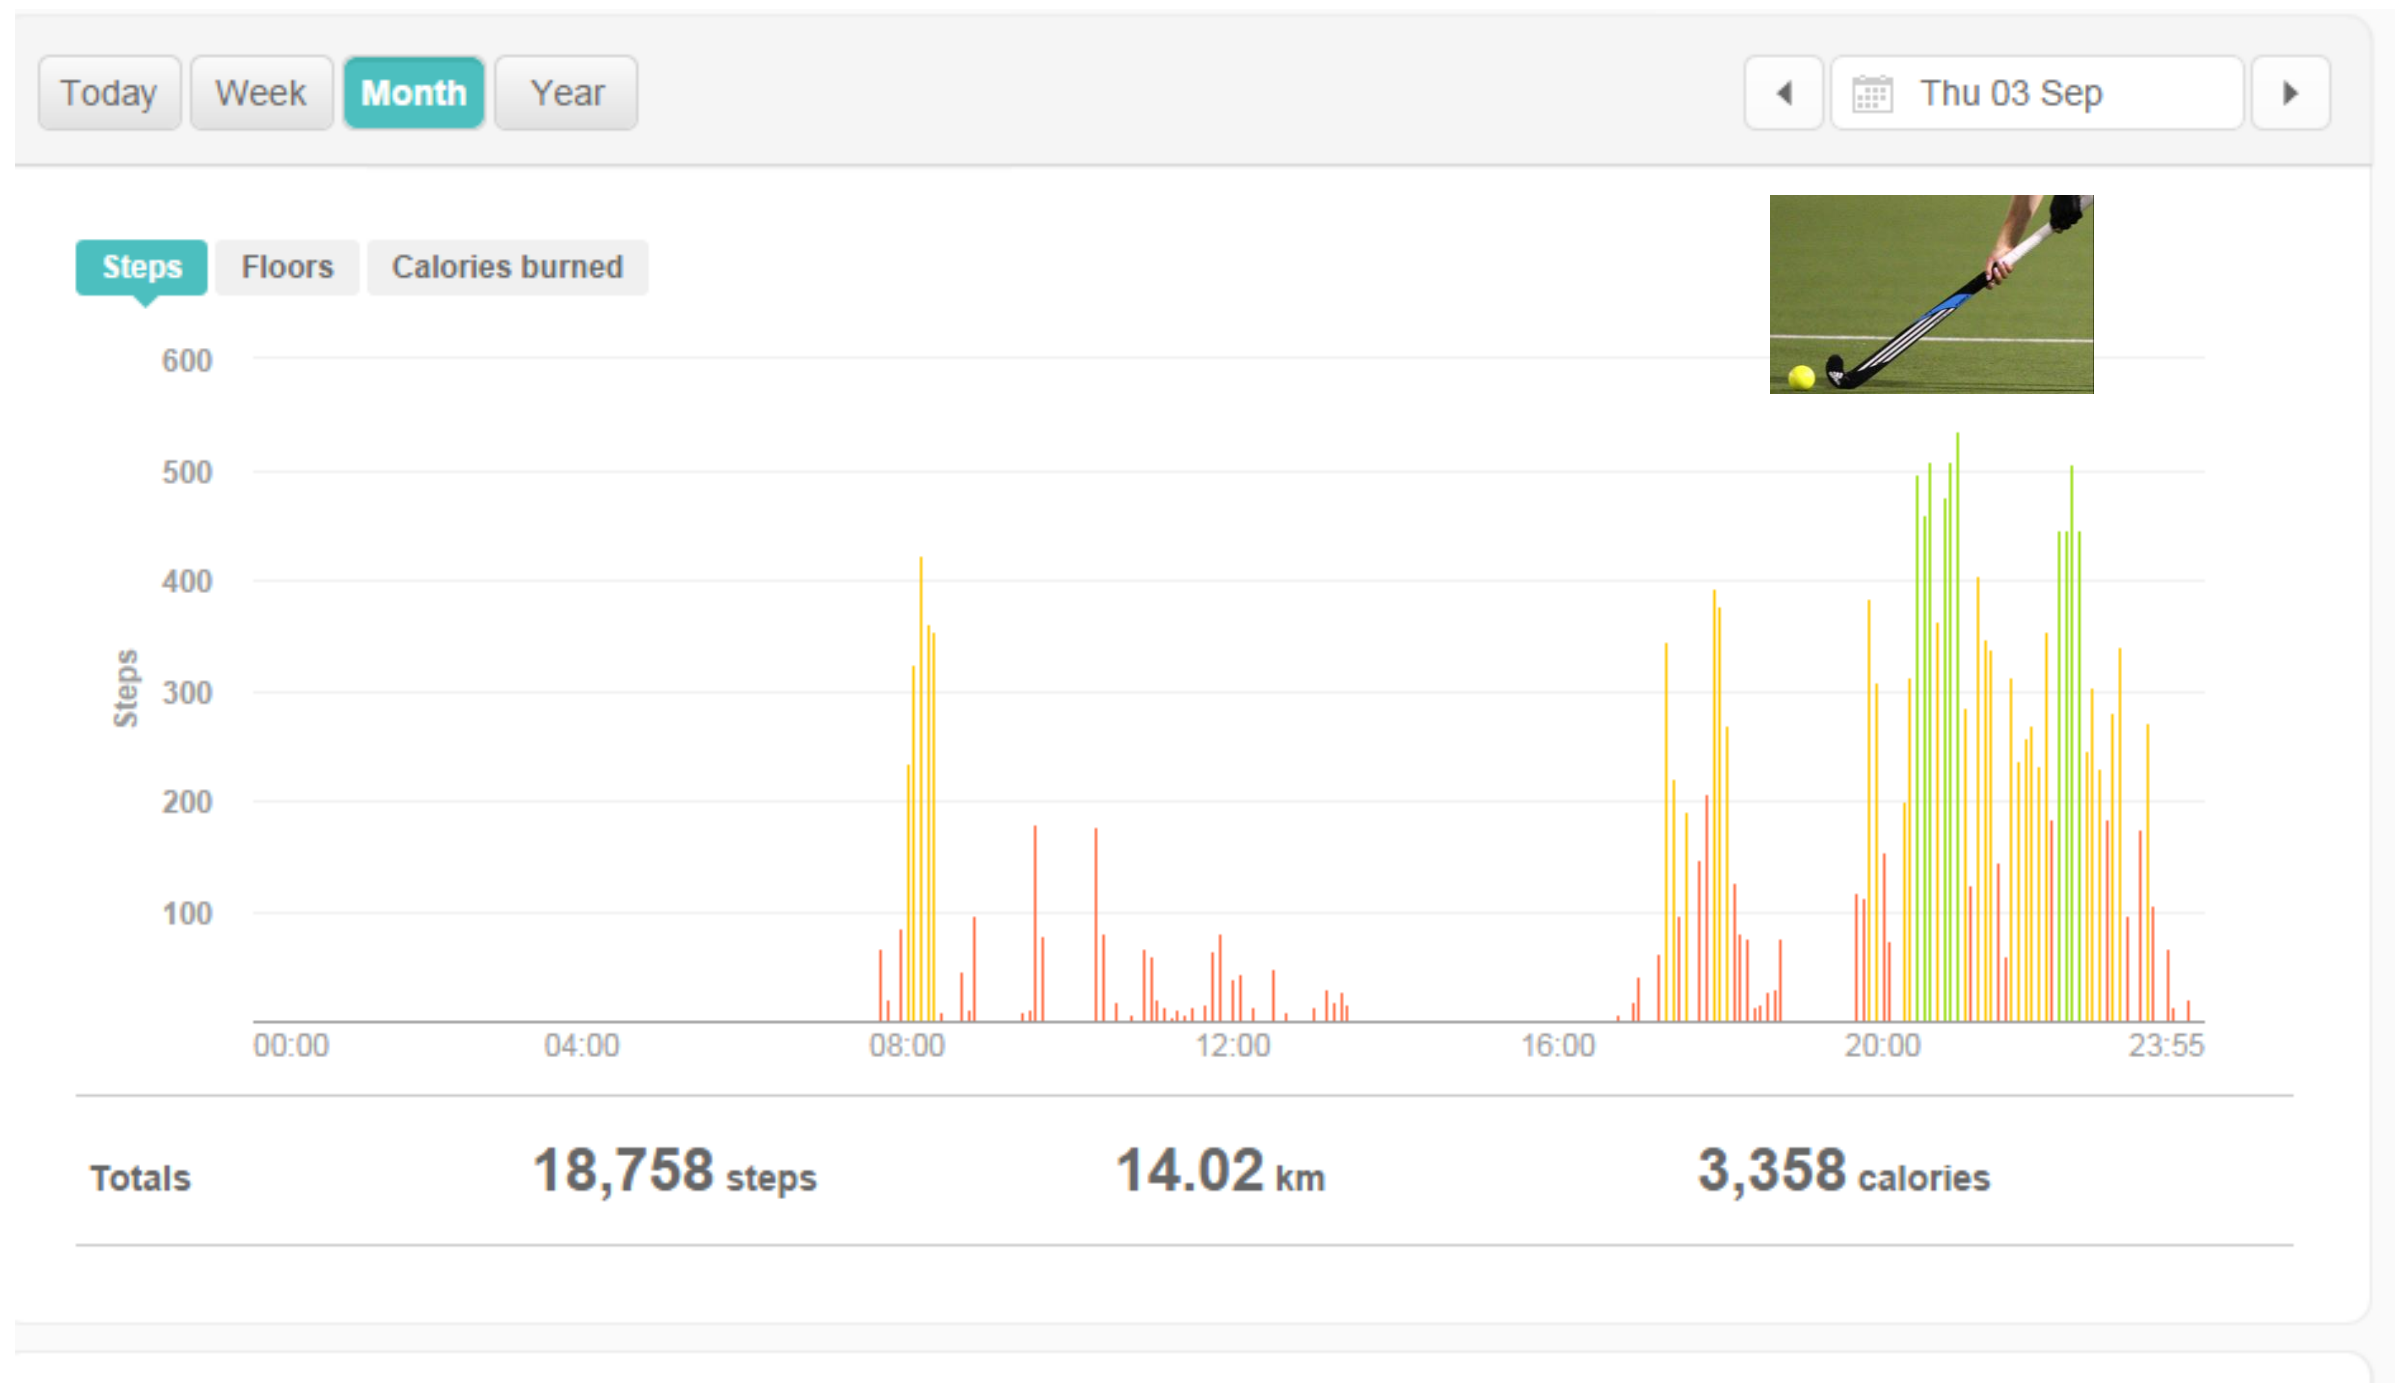 Today Week Month Year Thu 03 Sep
Steps Floors Calories burned
600
500
400
300
200
100
Steps
00:00 04:00 08:00 12:00 16:00 20:00 23:55
Totals 18,758 steps 14.02 km 3,358 calories